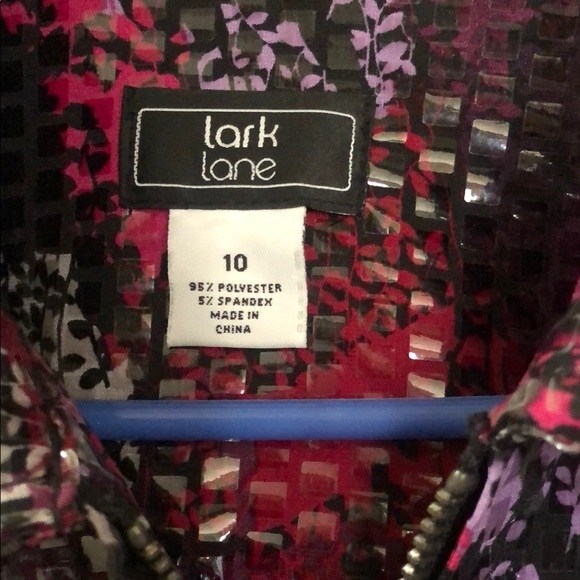 lark
lane
10
95% POLYESTER
5% SPANDEX
MADE IN
CHINA